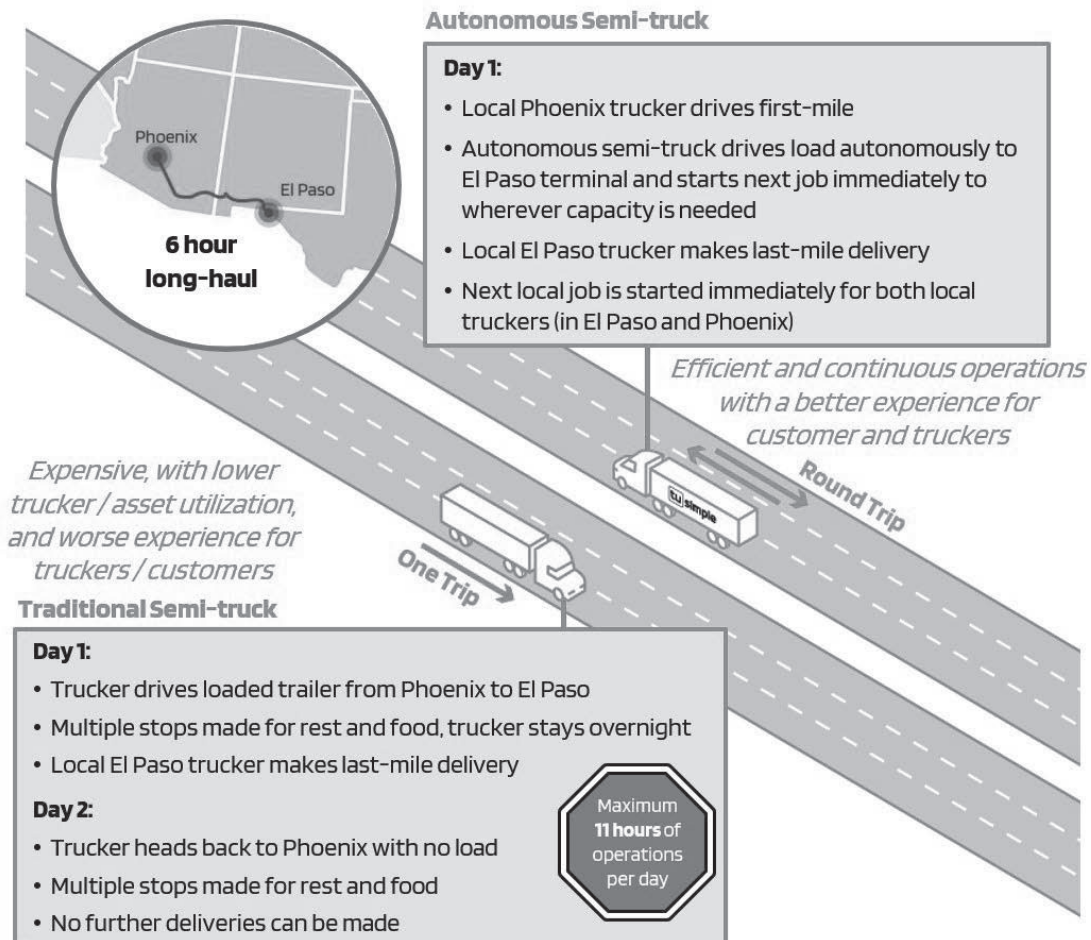 Autonomous Semi-truck
Day 1:
• Local Phoenix trucker drives first-mile
• Autonomous semi-truck drives load autonomously to
El Paso terminal and starts next job immediately to
wherever capacity is needed
• Local El Paso trucker makes last-mile delivery
• Next local job is started immediately for both local
truckers (in El Paso and Phoenix)
Phoenix
El Paso
6 hour
long-haul
Efficient and continuous operations
with a better experience for
customer and truckers
Round Trip
tu simple
Expensive, with lower
trucker / asset utilization,
and worse experience for
truckers / customers
One Trip
Traditional Semi-truck
Day 1:
• Trucker drives loaded trailer from Phoenix to El Paso
• Multiple stops made for rest and food, trucker stays overnight
• Local El Paso trucker makes last-mile delivery
Day 2:
• Trucker heads back to Phoenix with no load
• Multiple stops made for rest and food
• No further deliveries can be made
Maximum
11 hours of
operations
per day